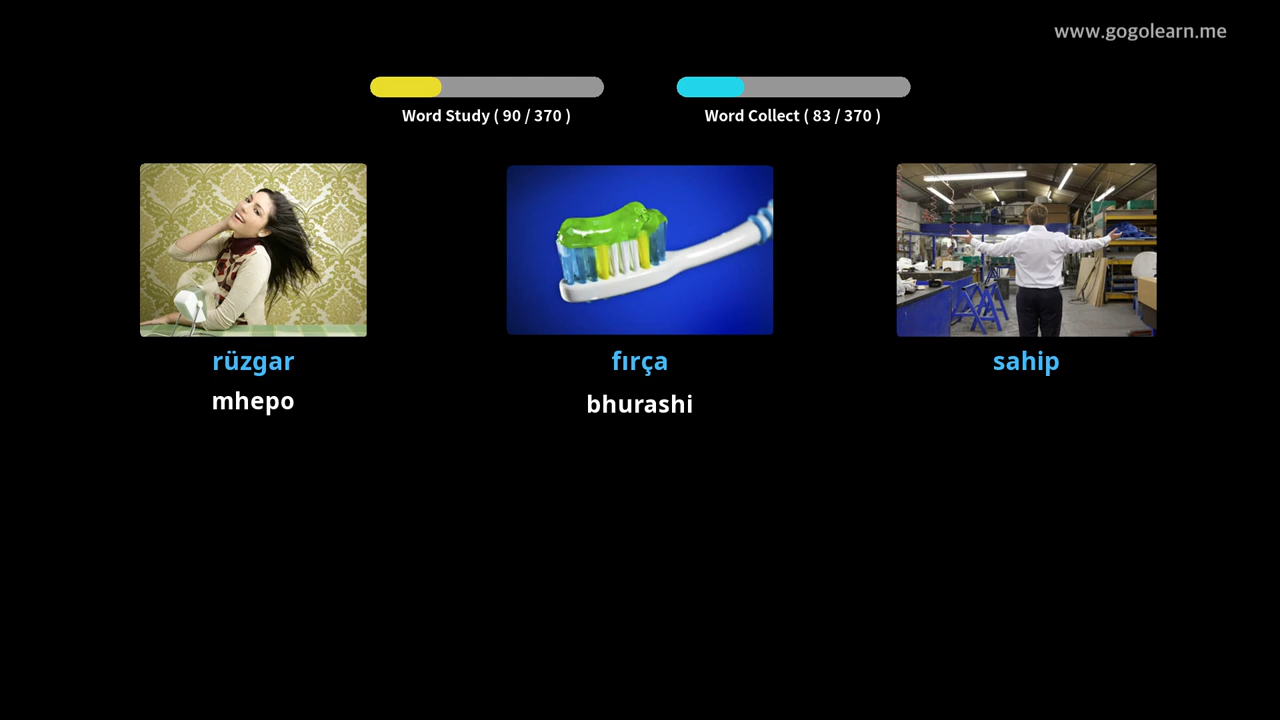 www.gogolearn.me
Word Study ( 90 / 370 )
Word Collect ( 83 / 370 )
rüzgar
mhepo
fırça
bhurashi
sahip